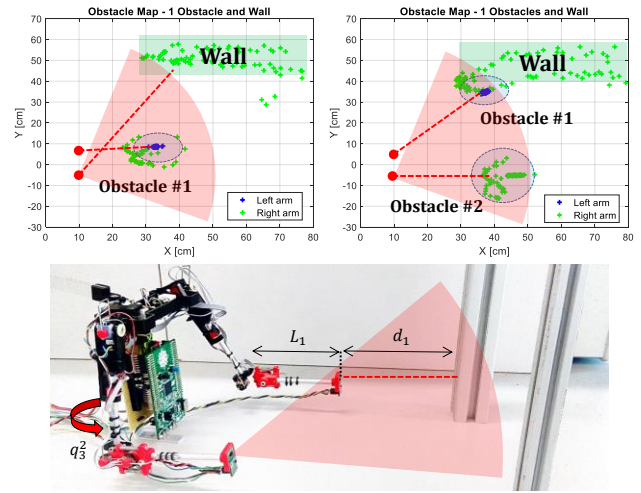 Obstacle Map - 1 Obstacle and Wall
Y [cm]
70
60
50
40
30
20
10
0
-10
-20
-30
Wall
Obstacle #1
Left arm
Right arm
0 10 20 30 40 50 60 70 80
X [cm]
Obstacle Map - 1 Obstacles and Wall
Y [cm]
70
60
50
40
30
20
10
0
-10
-20
-30
Wall
Obstacle #1
Obstacle #2
Left arm
Right arm
0 10 20 30 40 50 60 70 80
X [cm]
L₁
d₁
q₃²